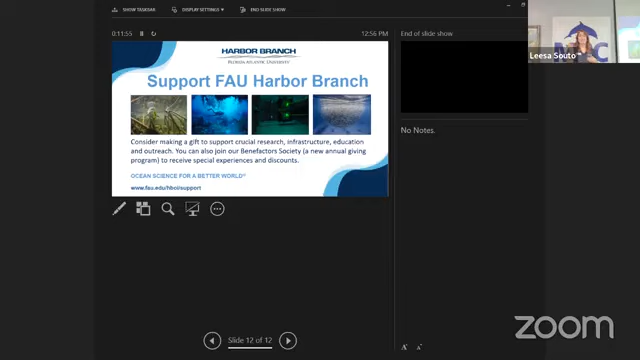 SHOW TASKBAR
DISPLAY SETTINGS ▾
END SLIDE SHOW
0:11:55
12:56 PM
HARBOR BRANCH
FLORIDA ATLANTIC UNIVERSITY
Support FAU Harbor Branch
Consider making a gift to support crucial research, infrastructure, education
and outreach. You can also join our Benefactors Society (a new annual giving
program) to receive special experiences and discounts.
OCEAN SCIENCE FOR A BETTER WORLD®
www.fau.edu/hboi/support
Slide 12 of 12
End of slide show
No Notes.
A A
Leesa Souto
zoom